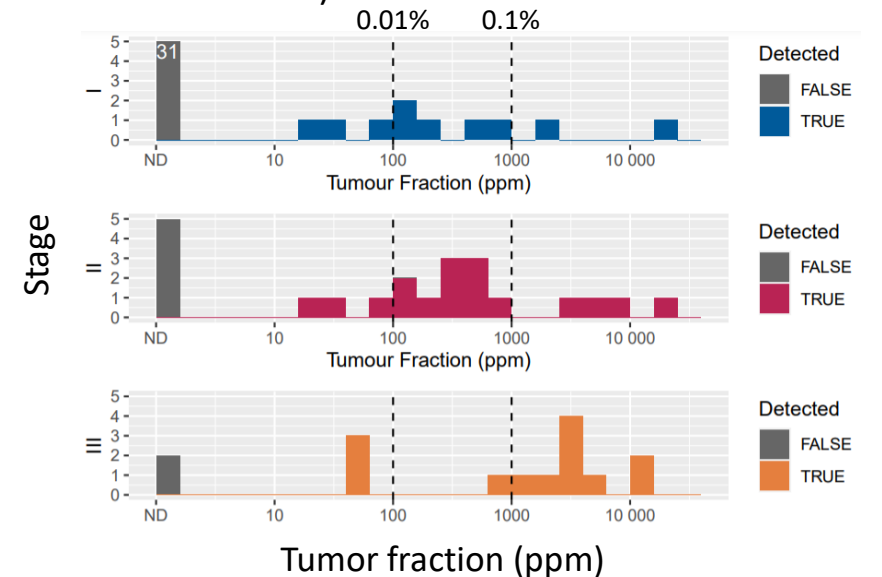 0.01% 0.1%
31
5
4
3
2
1
0
I
ND 10 100 1000 10 000
Tumour Fraction (ppm)
Detected
FALSE
TRUE
Stage
5
4
3
2
1
0
II
ND 10 100 1000 10 000
Tumour Fraction (ppm)
Detected
FALSE
TRUE
5
4
3
2
1
0
III
ND 10 100 1000 10 000
Detected
FALSE
TRUE
Tumor fraction (ppm)